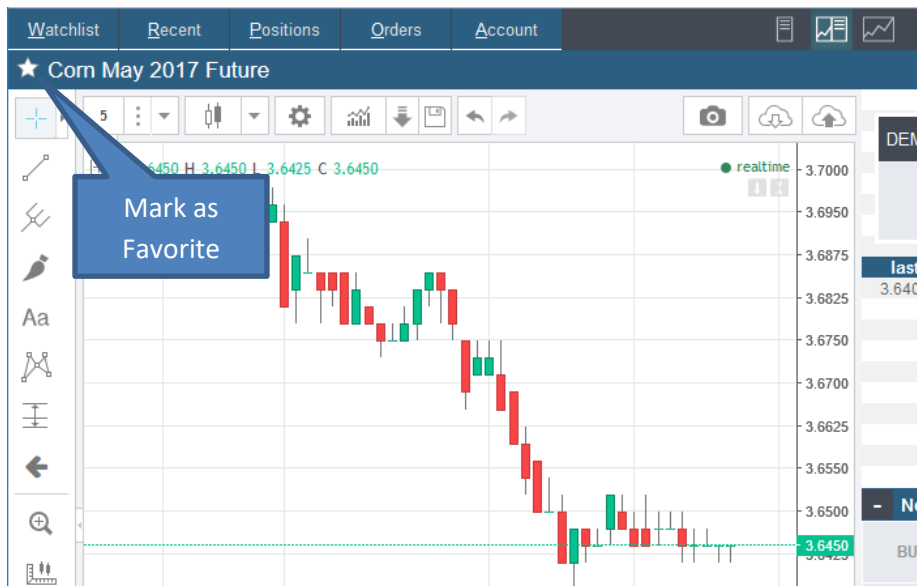 Watchlist Recent Positions Orders Account
Corn May 2017 Future
5
6450 H 3.6450 L 3.6425 C 3.6450
realtime
Mark as
Favorite
Aa
3.7000
3.6950
3.6875
3.6825
3.6750
3.6700
3.6625
3.6550
3.6500
3.6450
DEM
last
3.640
- Ne
BU